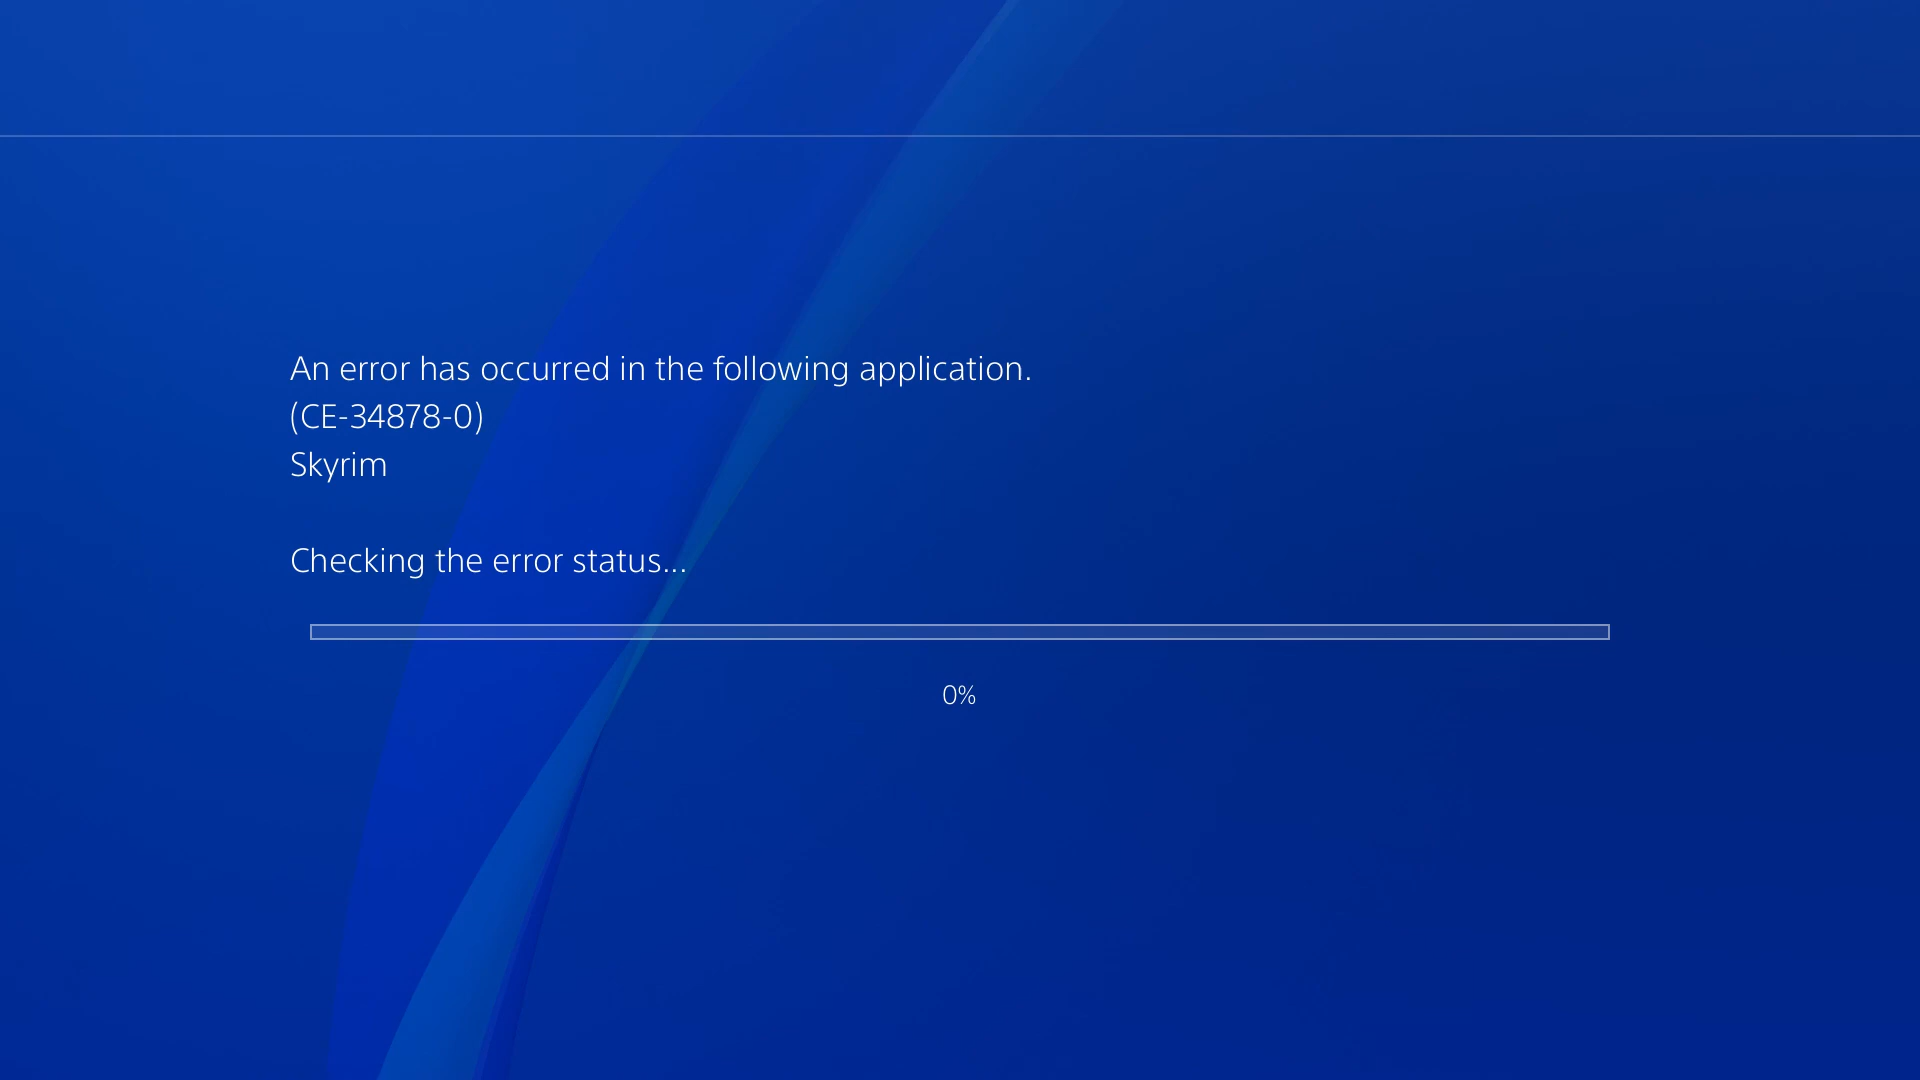 An error has occurred in the following application.
(CE-34878-0)
Skyrim
Checking the error status...
0%